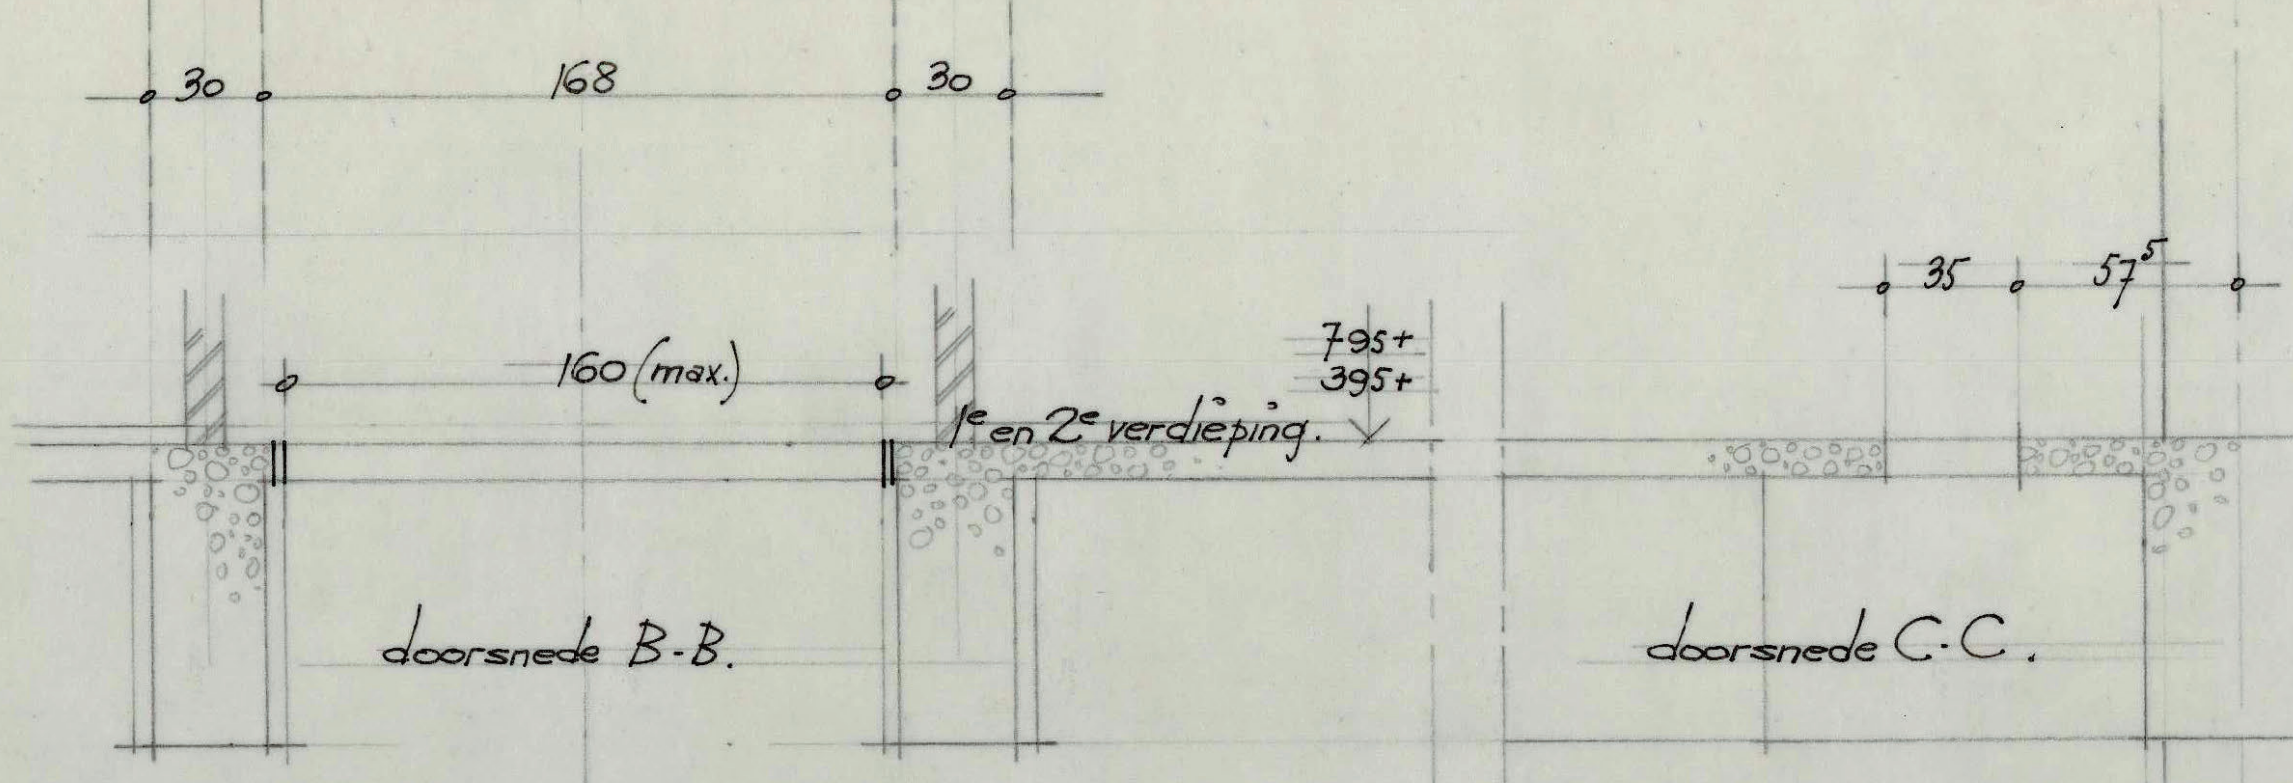 30 168 30
35 57⁵
795+
160 (max.)
395+
1e en 2e verdieping.
doorsnede B-B.
doorsnede C-C.